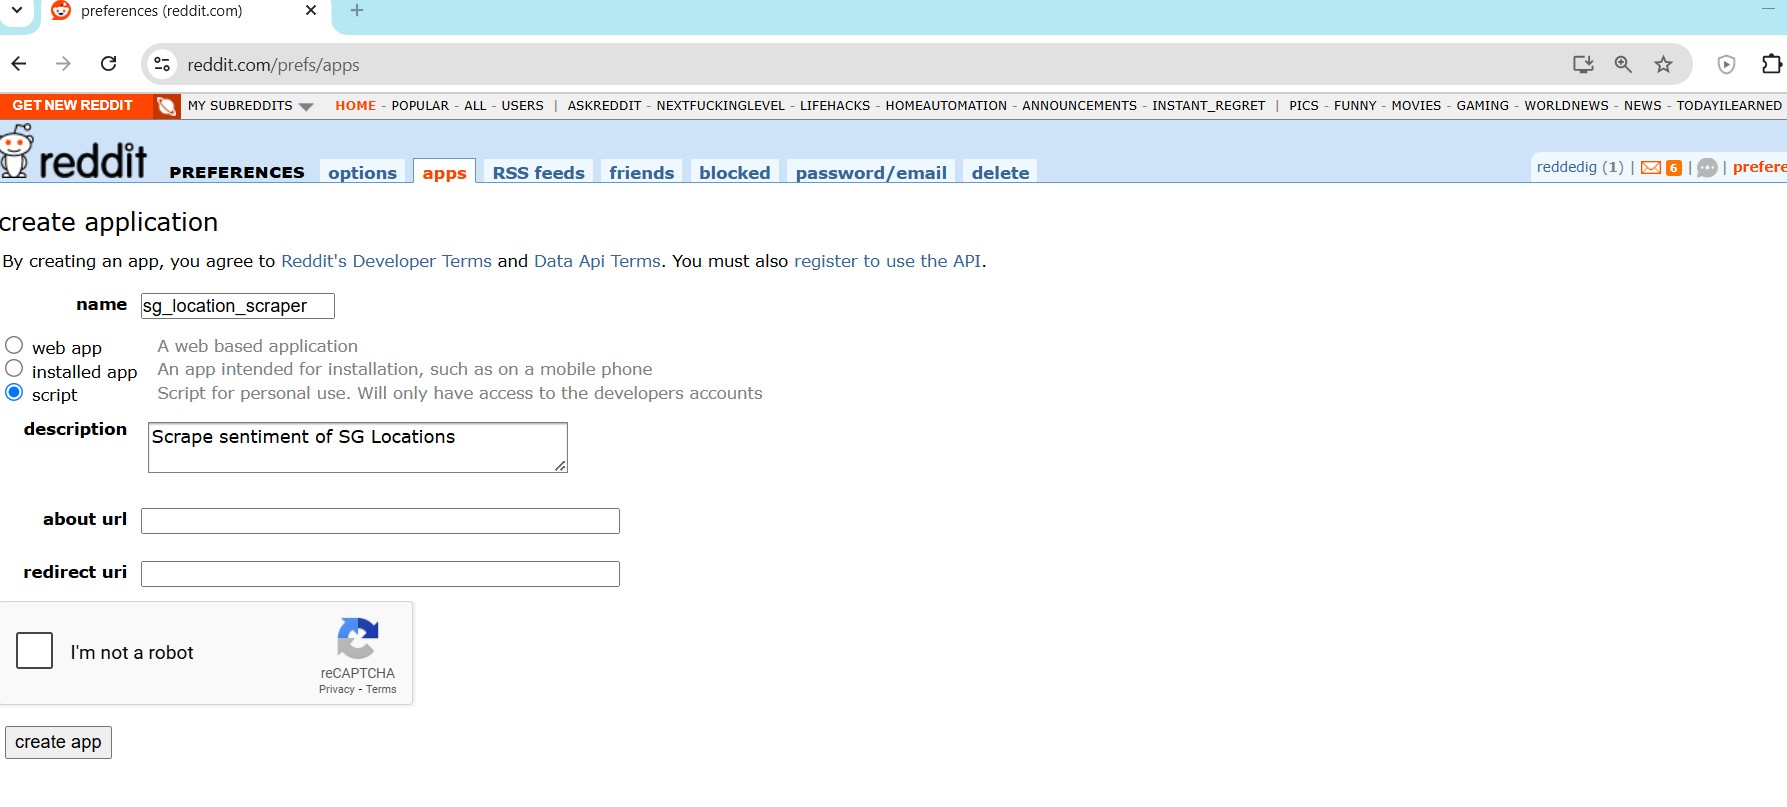 preferences (reddit.com)
reddit.com/prefs/apps
GET NEW REDDIT MY SUBREDDITS HOME - POPULAR - ALL - USERS | ASKREDDIT - NEXTFUCKINGLEVEL - LIFEHACKS - HOMEAUTOMATION - ANNOUNCEMENTS - INSTANT_REGRET | PICS - FUNNY - MOVIES - GAMING - WORLDNEWS - NEWS - TODAYILEARNED
reddit PREFERENCES options apps RSS feeds friends blocked password/email delete reddedig (1) | 6 | | prefere
create application
By creating an app, you agree to Reddit's Developer Terms and Data Api Terms. You must also register to use the API.
name sg_location_scraper
web app A web based application
installed app An app intended for installation, such as on a mobile phone
script Script for personal use. Will only have access to the developers accounts
description Scrape sentiment of SG Locations
about url
redirect uri
I'm not a robot
reCAPTCHA
Privacy - Terms
create app